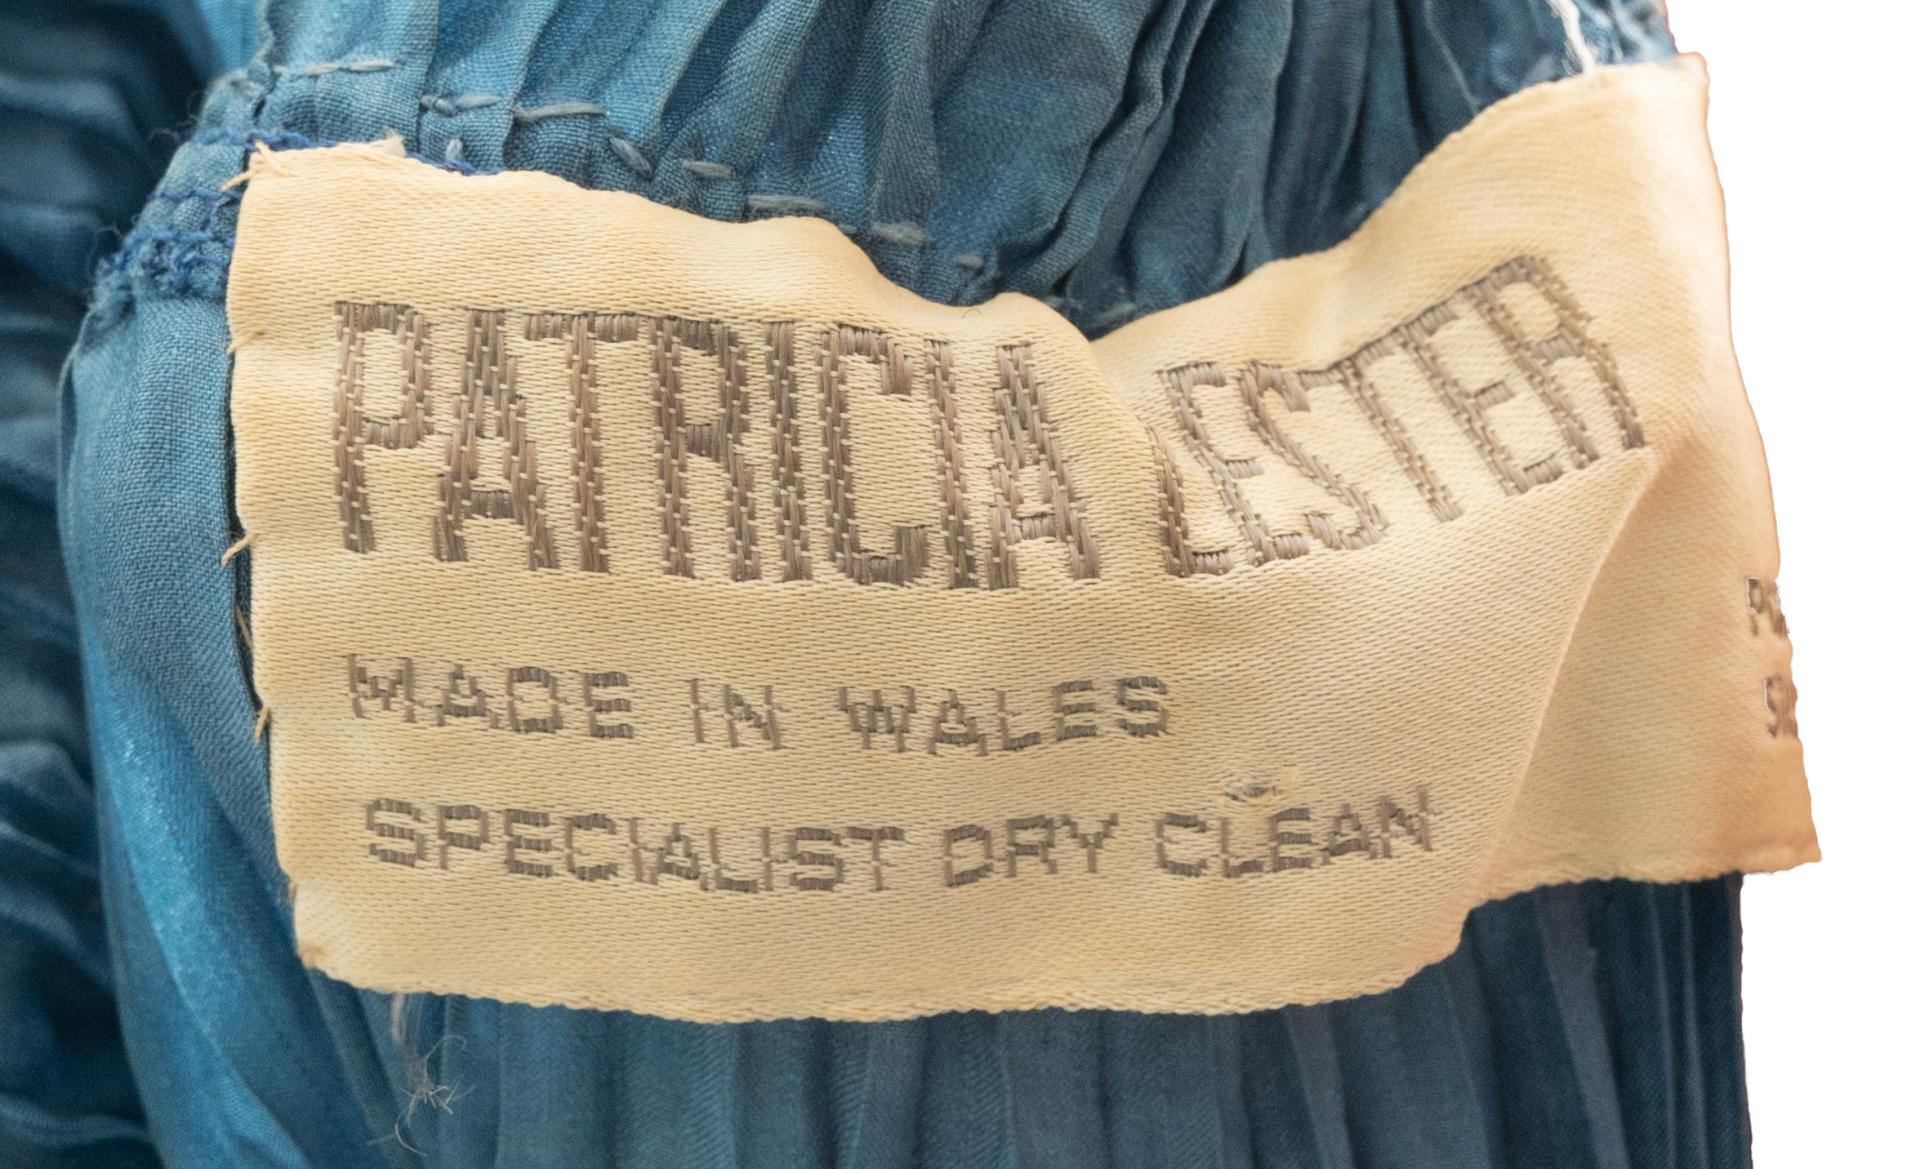 PATRICIA LESTER
MADE IN WALES
SPECIALIST DRY CLEAN